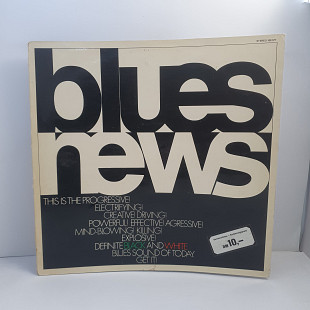 blues
news
THIS IS THE PROGRESSIVE!
ELECTRIFYING!
CREATIVE! DRIVING!
POWERFUL! EFFECTIVE! AGRESSIVE!
MIND-BLOWING! KILLING!
EXPLOSIVE!
DEFINITE BLACK AND WHITE
BLUES SOUND OF TODAY.
GET IT!
10,-